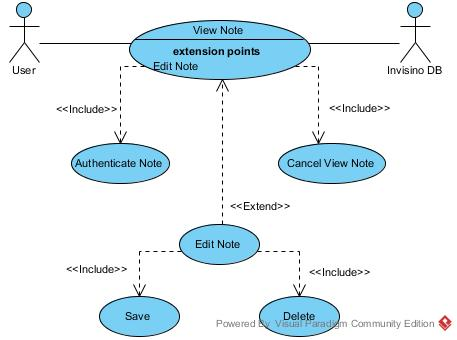 View Note
extension points
Edit Note
User
Invisino DB
<<Include>>
<<Include>>
Authenticate Note
Cancel View Note
<<Extend>>
Edit Note
<<Include>>
<<Include>>
Save
Delete
Powered By Visual Paradigm Community Edition